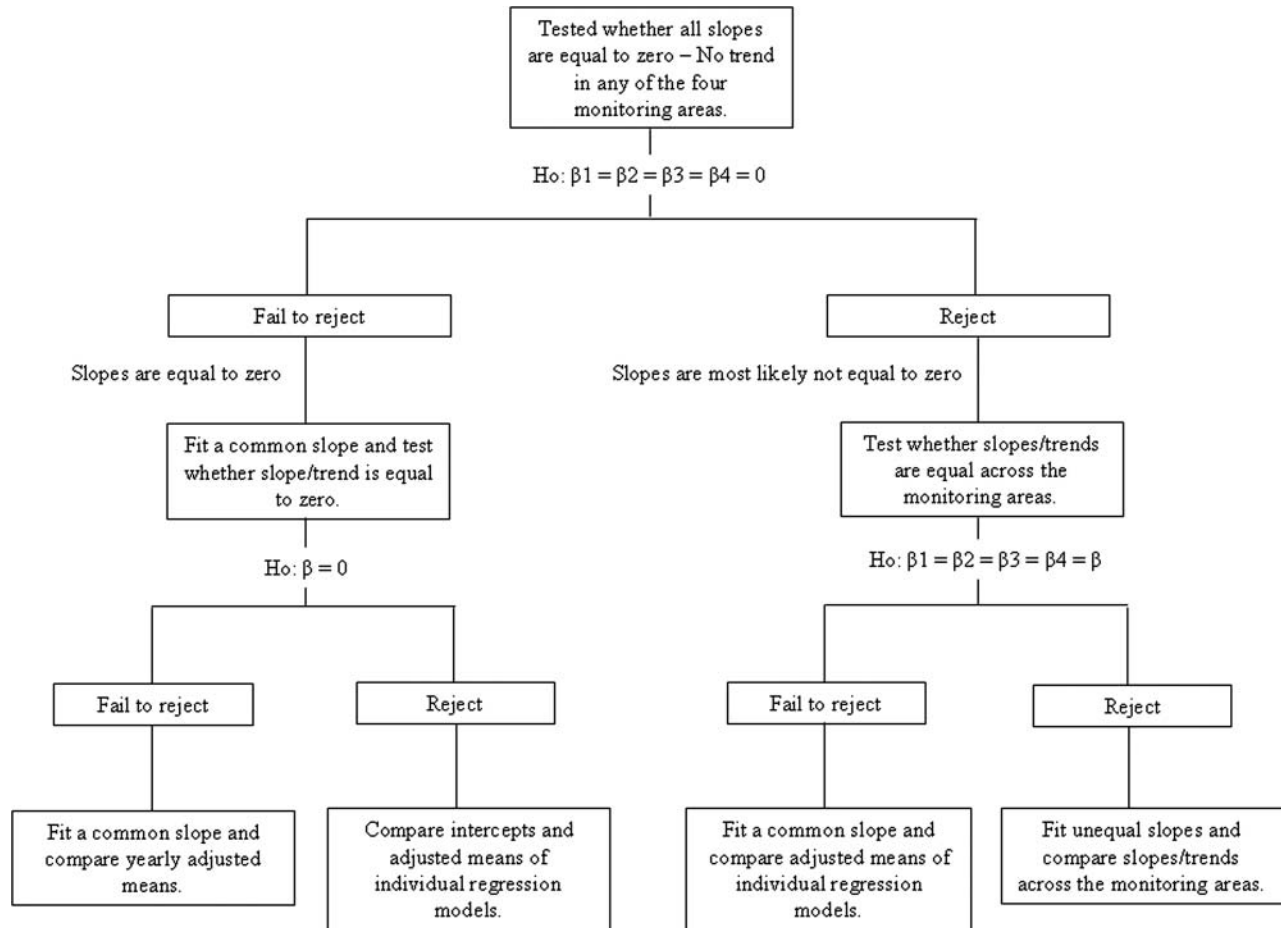 Tested whether all slopes
are equal to zero – No trend
in any of the four
monitoring areas.
Ho: β1 = β2 = β3 = β4 = 0
Fail to reject
Reject
Slopes are equal to zero
Slopes are most likely not equal to zero
Fit a common slope and test
whether slope/trend is equal
to zero.
Test whether slopes/trends
are equal across the
monitoring areas.
Ho: β = 0
Ho: β1 = β2 = β3 = β4 = β
Fail to reject
Reject
Fail to reject
Reject
Fit a common slope and
compare yearly adjusted
means.
Compare intercepts and
adjusted means of
individual regression
models.
Fit a common slope and
compare adjusted means of
individual regression
models.
Fit unequal slopes and
compare slopes/trends
across the monitoring areas.